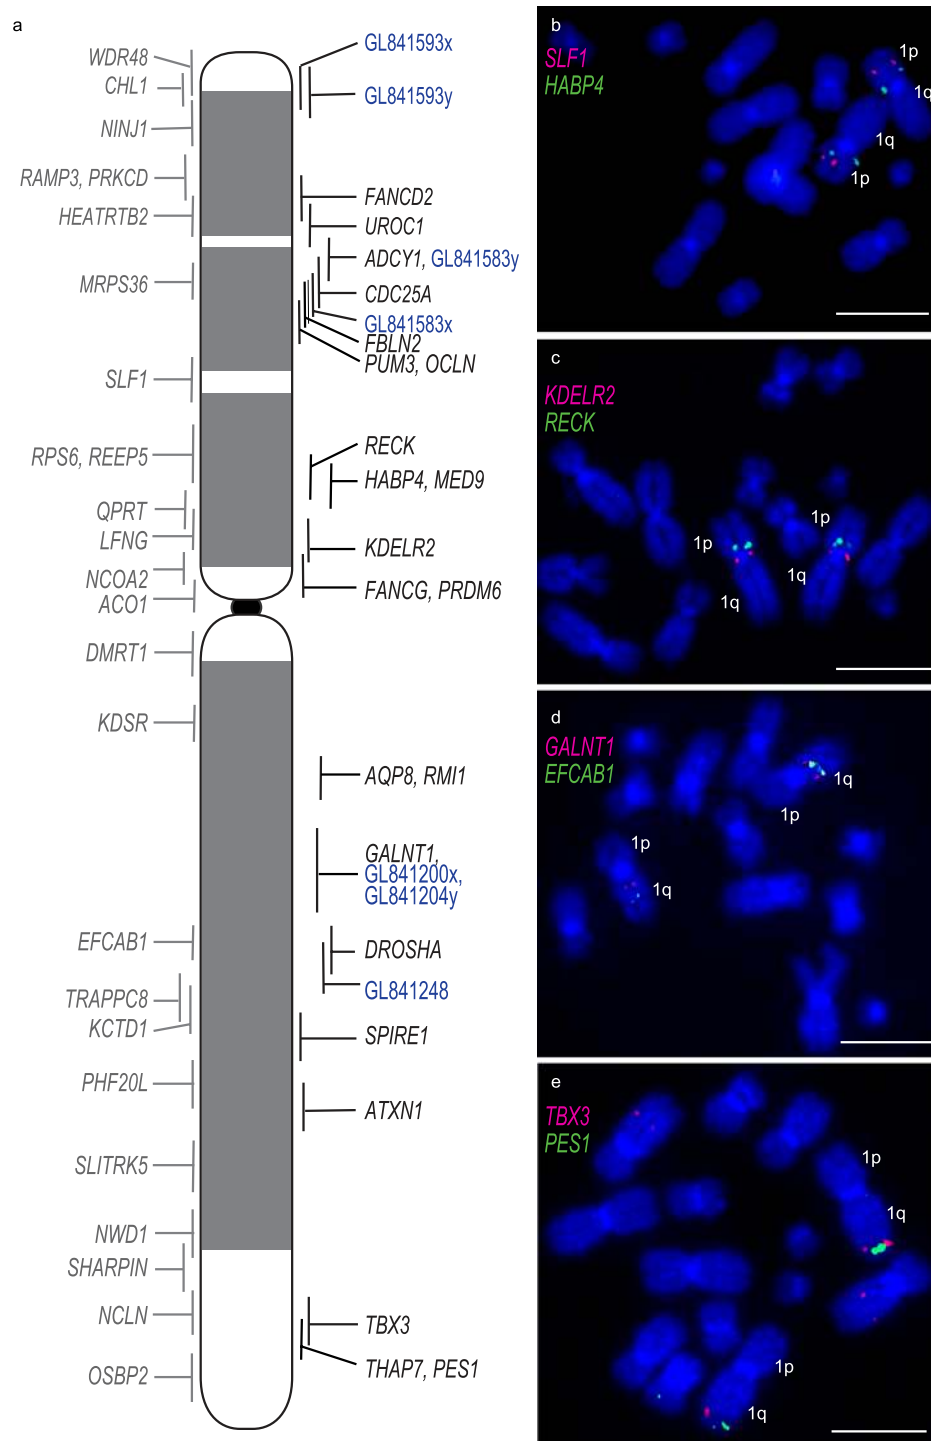 a
WDR48
CHL1
NINJ1
RAMP3, PRKCD
HEATRTB2
MRPS36
SLF1
RPS6, REEP5
QPRT
LFNG
NCOA2
ACO1
DMRT1
KDSR
EFCAB1
TRAPPC8
KCTD1
PHF20L
SLITRK5
NWD1
SHARPIN
NCLN
OSBP2
GL841593x
GL841593y
FANCD2
UROC1
ADCY1, GL841583y
CDC25A
GL841583x
FBLN2
PUM3, OCLN
RECK
HABP4, MED9
KDELR2
FANCG, PRDM6
AQP8, RMI1
GALNT1,
GL841200x,
GL841204y
DROSHA
GL841248
SPIRE1
ATXN1
TBX3
THAP7, PES1
b
SLF1
HABP4
1p
1q
1q
1p
c
KDELR2
RECK
1p
1p
1q
1q
d
GALNT1
EFCAB1
1q
1p
1p
1q
e
TBX3
PES1
1p
1q
1p
1q